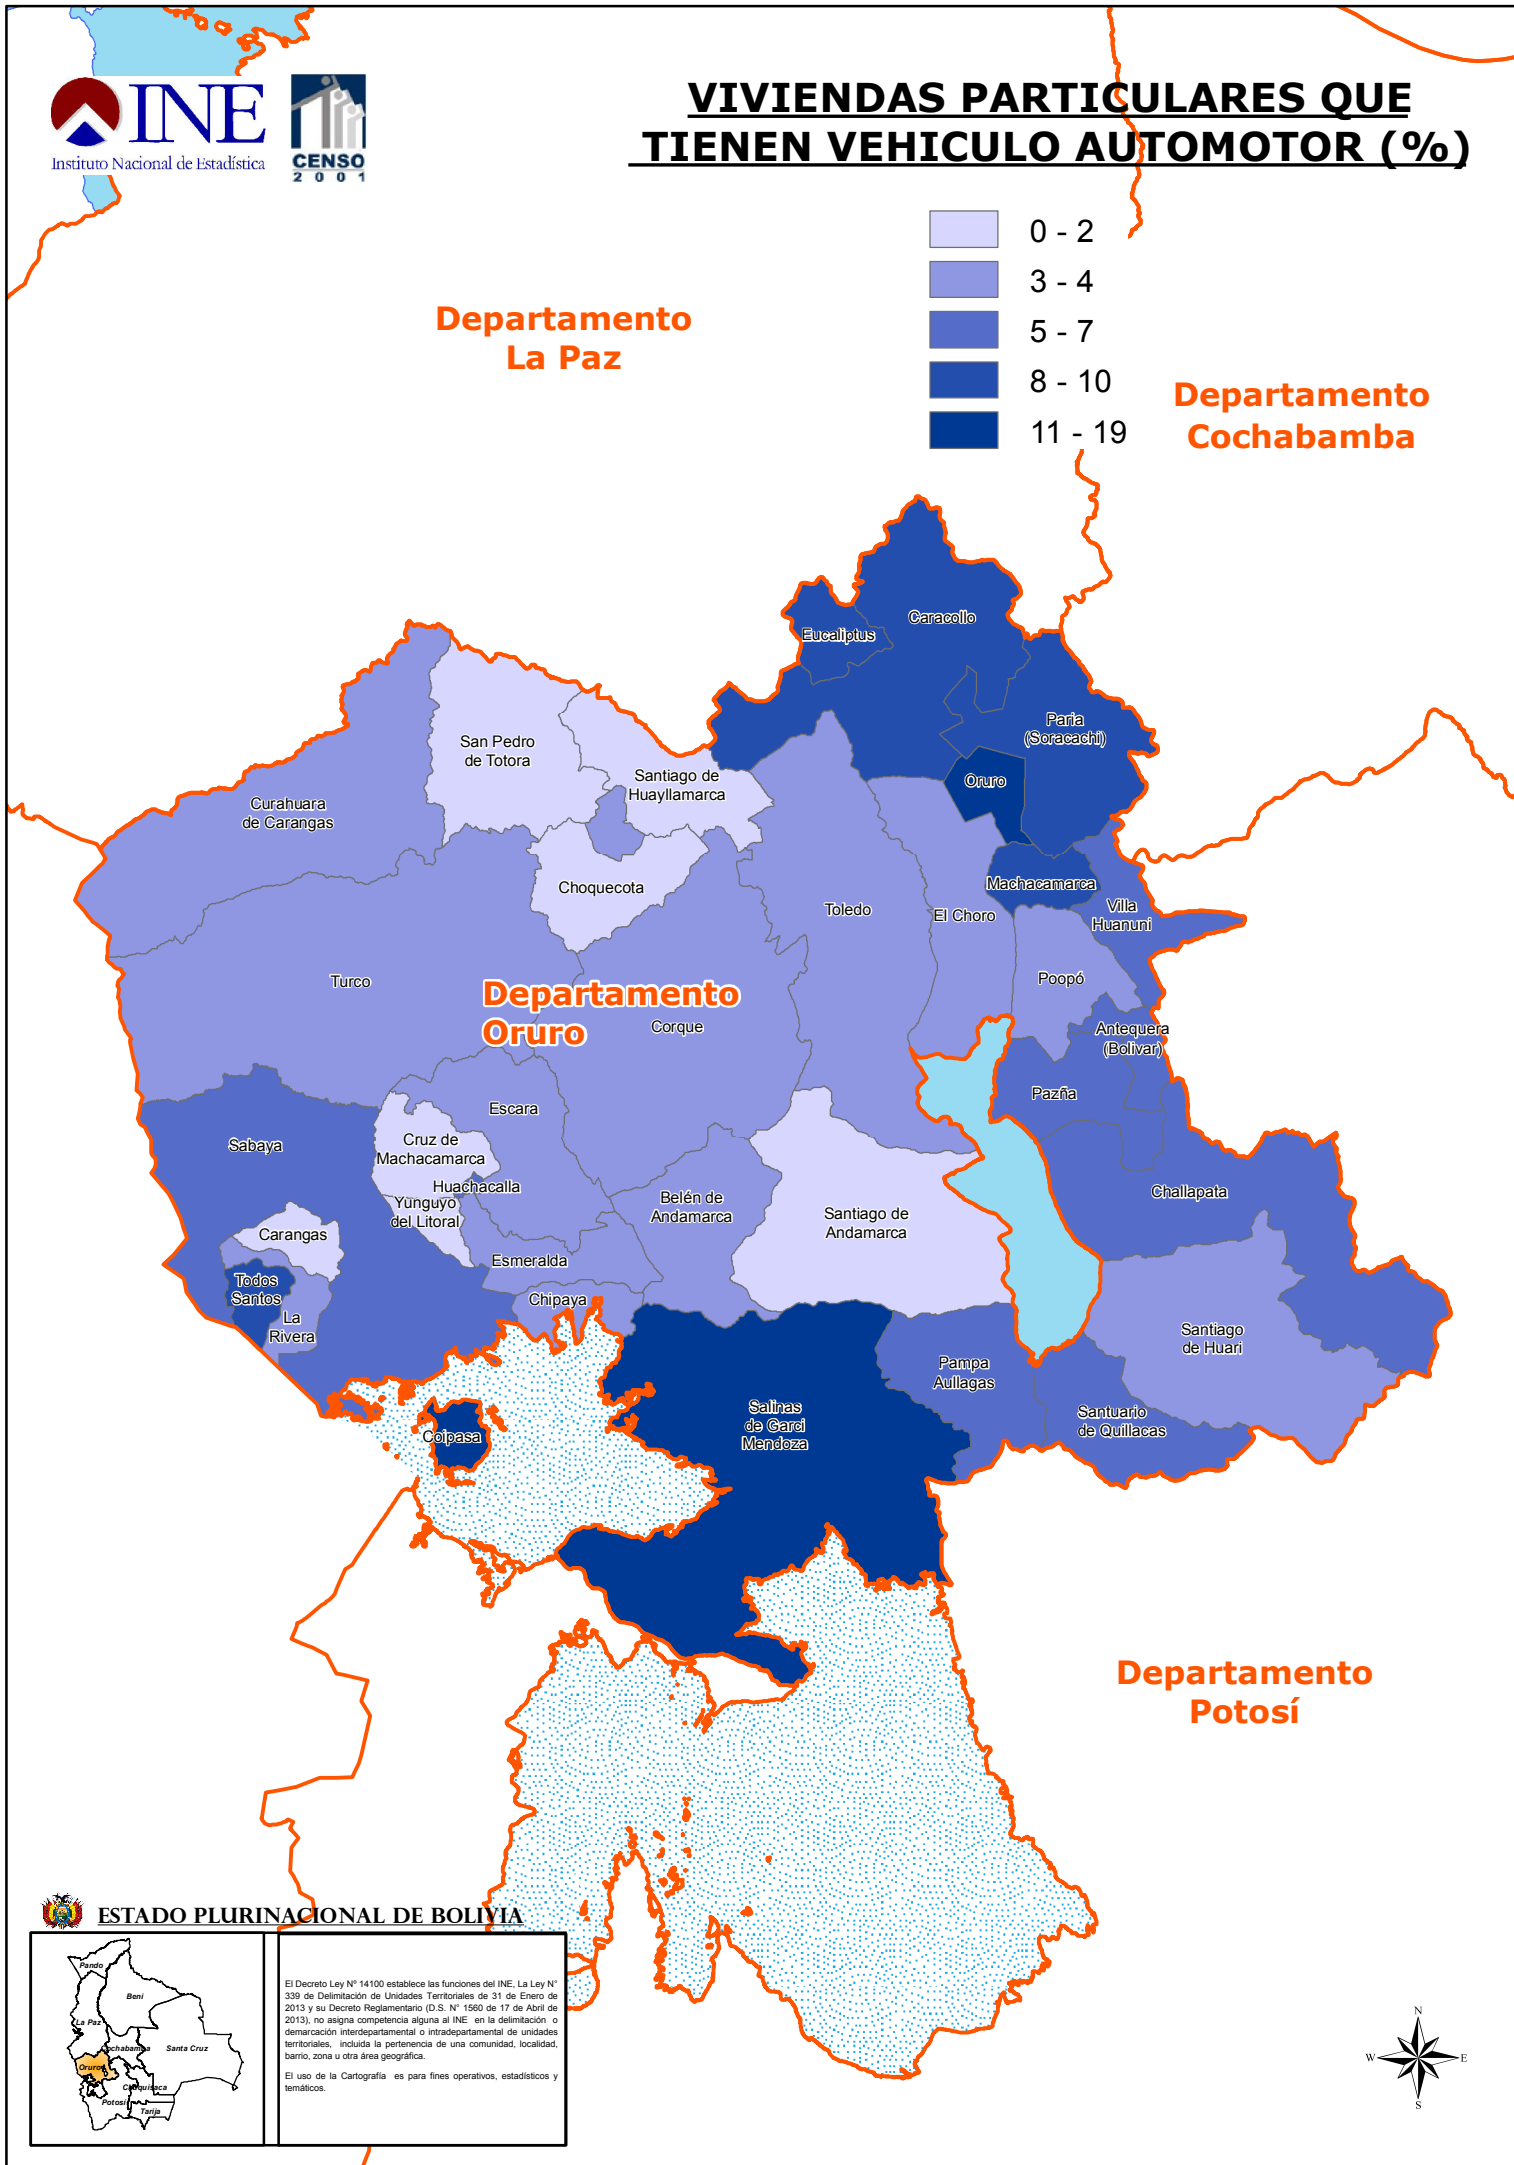 INE
Instituto Nacional de Estadística
CENSO
2001
VIVIENDAS PARTICULARES QUE
TIENEN VEHICULO AUTOMOTOR (%)
0 - 2
3 - 4
5 - 7
8 - 10
11 - 19
Departamento
La Paz
Departamento
Cochabamba
Caracollo
Eucaliptus
Paria
(Soracachi)
San Pedro
de Totora
Santiago de
Huayllamarca
Oruro
Curahuara
de Carangas
Choquecota
Machacamarca
Toledo
El Choro
Villa
Huanuni
Turco
Poopó
Departamento
Oruro
Corque
Antequera
(Bolivar)
Pazña
Escara
Sabaya
Cruz de
Machacamarca
Huachacalla
Yunguyo
del Litoral
Belén de
Andamarca
Santiago de
Andamarca
Challapata
Carangas
Esmeralda
Todos
Santos
Chipaya
La
Rivera
Santiago
de Huari
Pampa
Aullagas
Salinas
de Garci
Mendoza
Santuario
de Quillacas
Coipasa
Departamento
Potosí
ESTADO PLURINACIONAL DE BOLIVIA
Pando
Beni
La Paz
Cochabamba
Santa Cruz
Oruro
Chuquisaca
Potosí
Tarija
El Decreto Ley Nº 14100 establece las funciones del INE, La Ley N°
339 de Delimitación de Unidades Territoriales de 31 de Enero de
2013 y su Decreto Reglamentario (D.S. N° 1560 de 17 de Abril de
2013), no asigna competencia alguna al INE en la delimitación o
demarcación interdepartamental o intradepartamental de unidades
territoriales, incluida la pertenencia de una comunidad, localidad,
barrio, zona u otra área geográfica.
El uso de la Cartografía es para fines operativos, estadísticos y
temáticos.
N
W
E
S